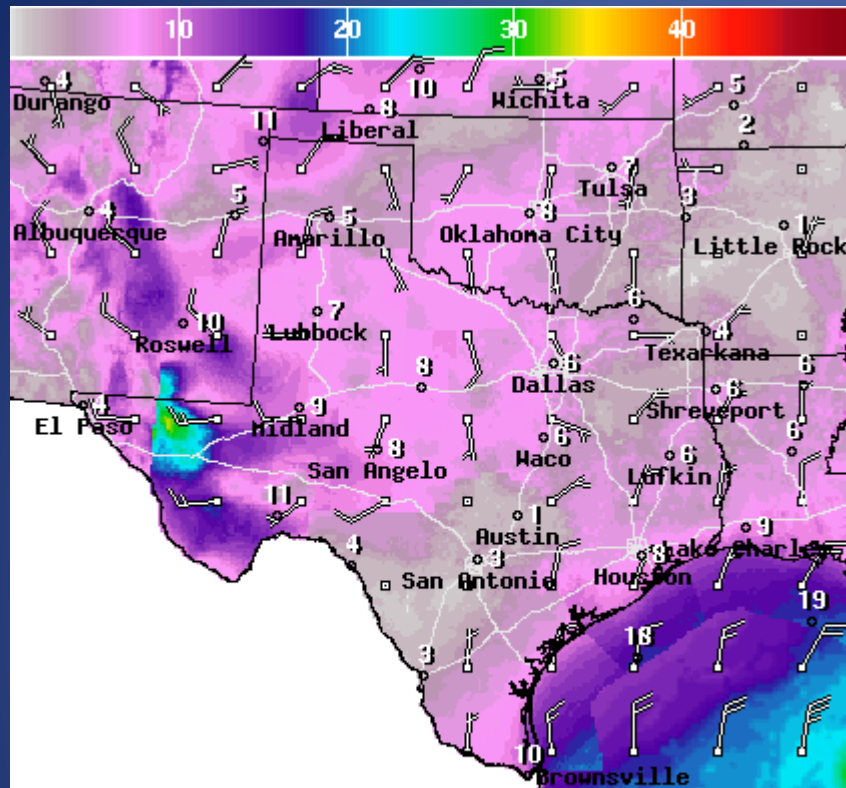 10 20 30 40
4 10 5 5
Durango Wichita
8
11 Liberal 2
7
Tulsa
4 5 5 8 3 1
Albuquerque Amarillo Oklahoma City Little Rock
10 7 6
Roswell Lubbock Texarkana 4
8 6 6
Dallas
4 9 6
El Paso Midland Shreveport
8 6 6 6
San Angelo Waco Lufkin
11 1 9
Austin
4 3 8 Lake Charles
San Antonio Houston
19
18
3
10
Brownsville